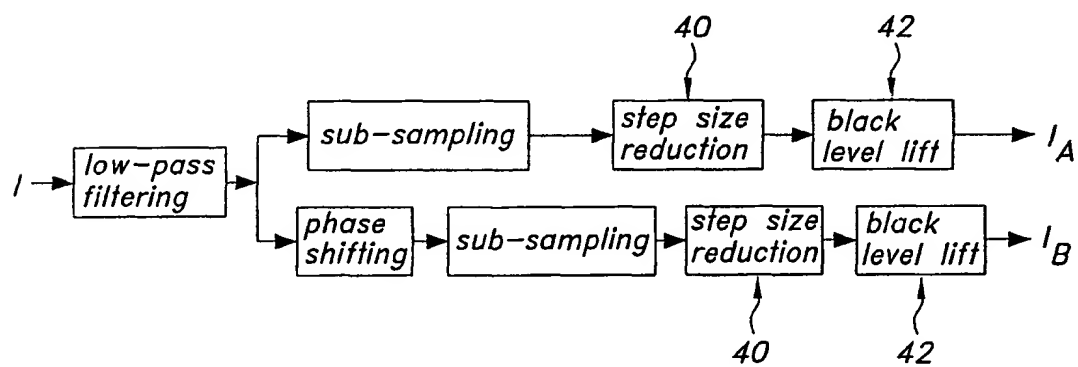 40
42
sub-sampling
step size
reduction
black
level lift
I_A
I
low-pass
filtering
phase
shifting
sub-sampling
step size
reduction
black
level lift
I_B
40
42